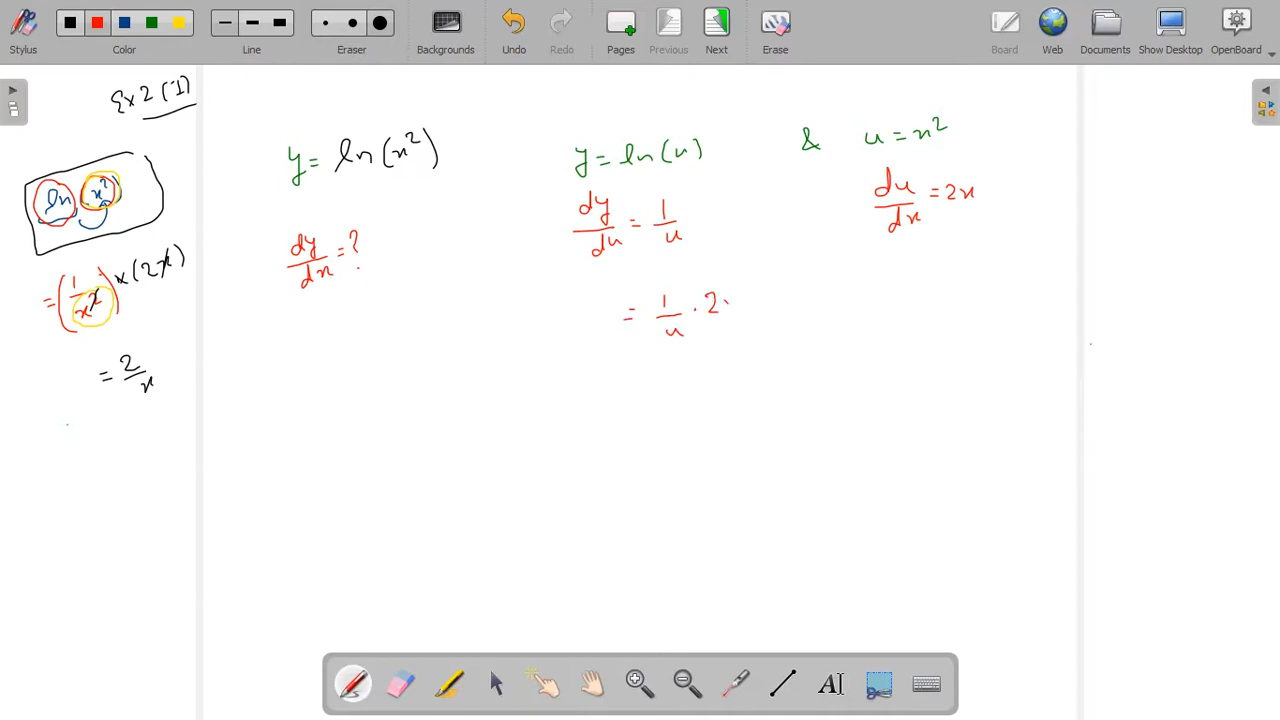 Stylus Color Line Eraser Backgrounds Undo Redo Pages Previous Next Erase Board Web Documents Show Desktop OpenBoard
Ex 2 (I)
ln x²
= (1/x²) × (2x)
= 2/x
y = ln(x²)
dy/dx = ?
y = ln(u) & u = x²
dy/du = 1/u
du/dx = 2x
= 1/u · 2